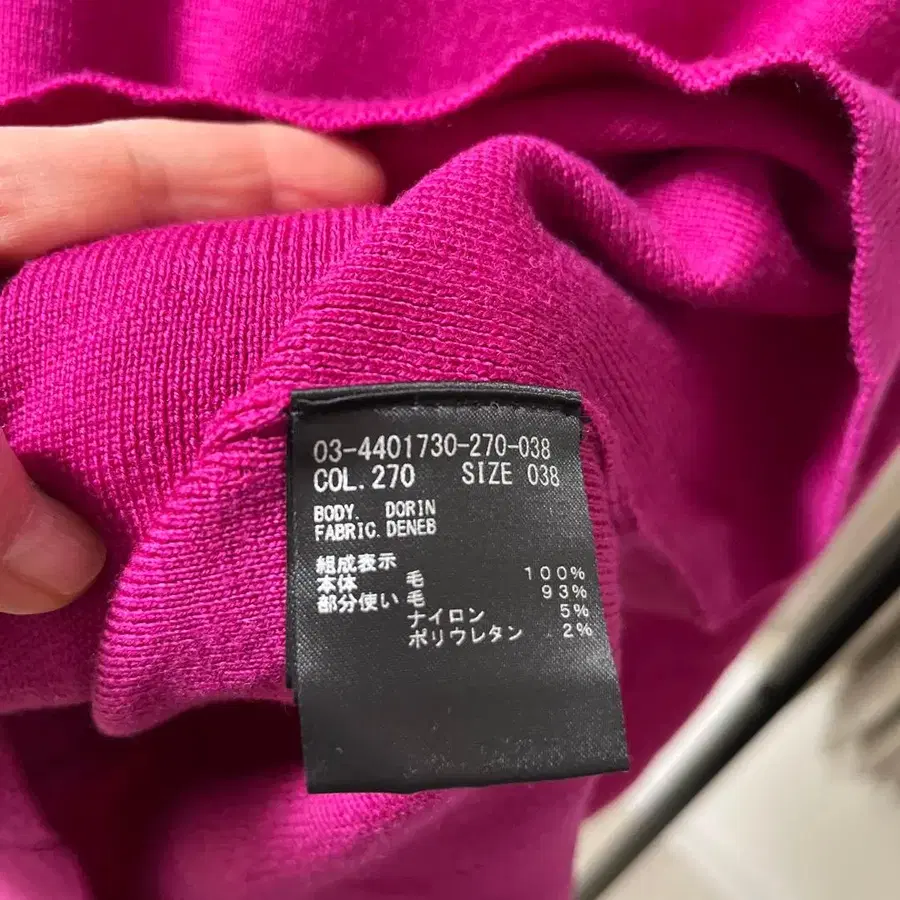 03-4401730-270-038
COL.270 SIZE 038
BODY. DORIN
FABRIC.DENEB
組成表示
本体 毛 100%
部分使い 毛 93%
ナイロン 5%
ポリウレタン 2%